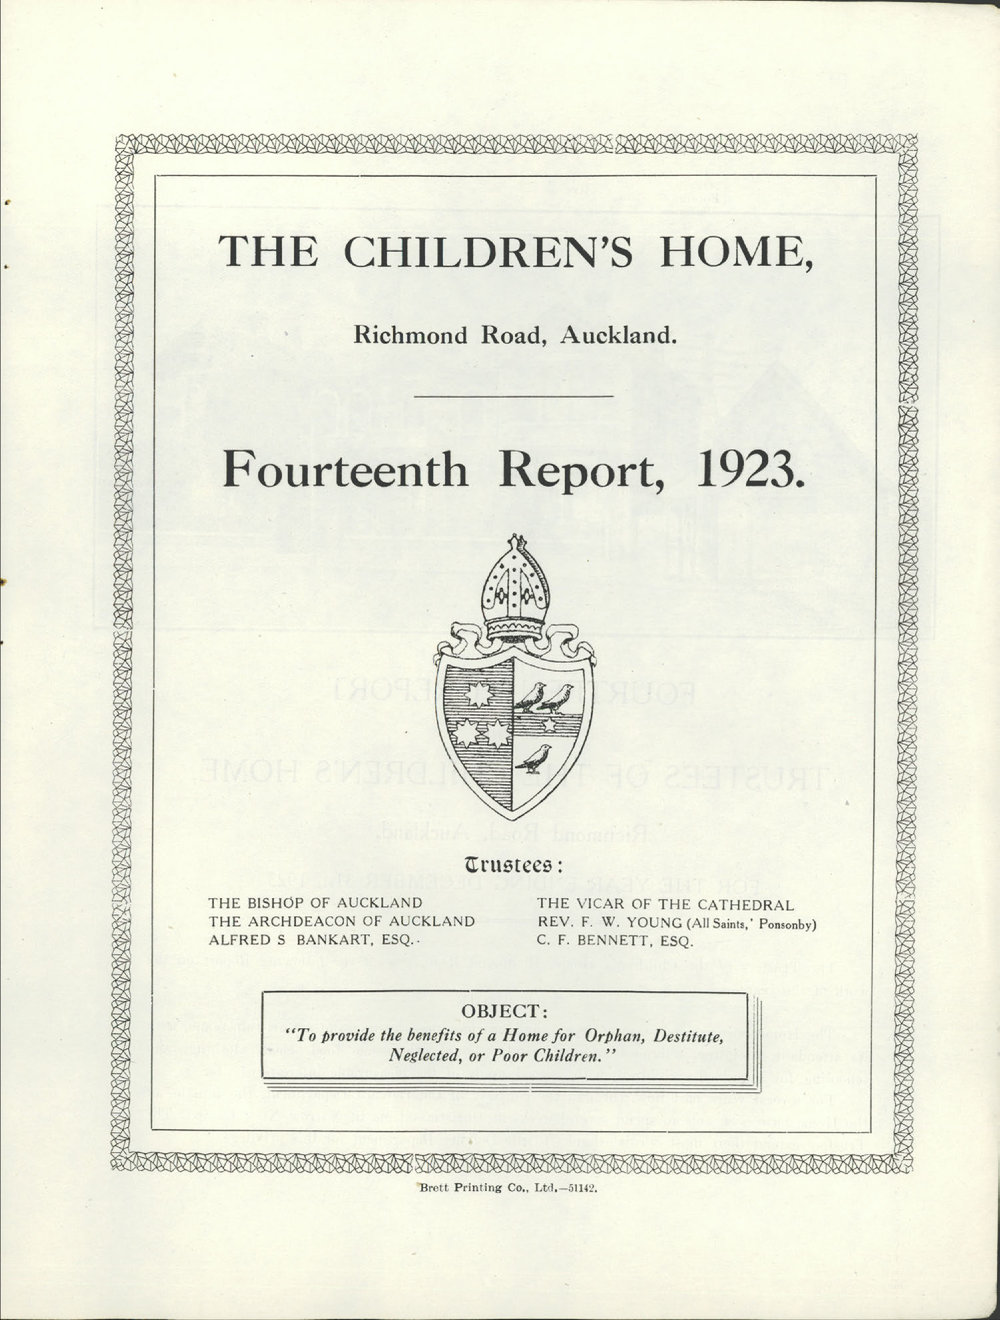 THE CHILDREN'S HOME,
Richmond Road, Auckland.
Fourteenth Report, 1923.
Trustees:
THE BISHOP OF AUCKLAND
THE ARCHDEACON OF AUCKLAND
ALFRED S BANKART, ESQ.
THE VICAR OF THE CATHEDRAL
REV. F. W. YOUNG (All Saints,' Ponsonby)
C. F. BENNETT, ESQ.
OBJECT:
"To provide the benefits of a Home for Orphan, Destitute,
Neglected, or Poor Children."
Brett Printing Co., Ltd.—51142.